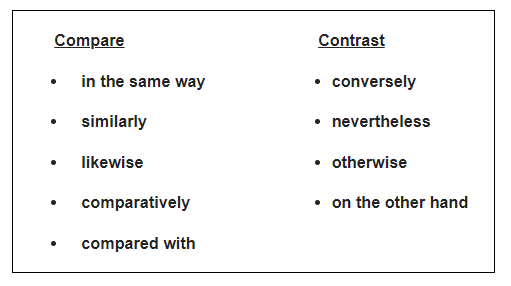 Compare
• in the same way
• similarly
• likewise
• comparatively
• compared with
Contrast
• conversely
• nevertheless
• otherwise
• on the other hand